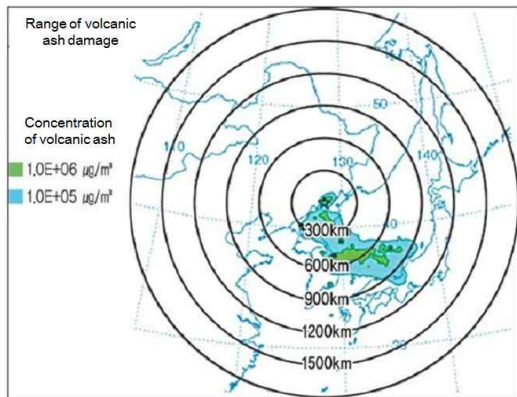 Range of volcanic
ash damage
Concentration
of volcanic ash
1.0E+06 μg/m³
1.0E+05 μg/m³
50
110
120
130
140
40
300km
600km
900km
1200km
1500km